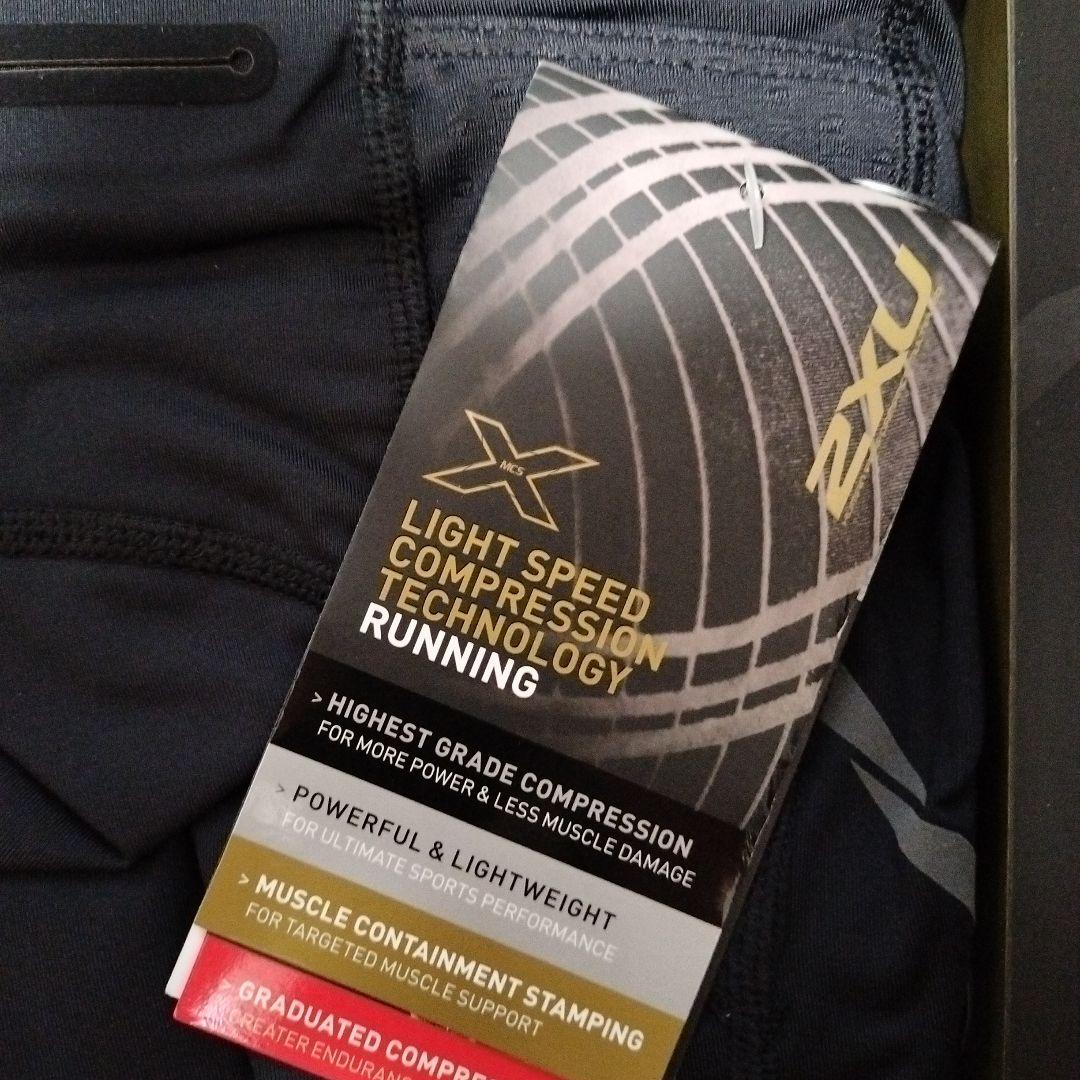 2XU
MCS
LIGHT SPEED
COMPRESSION
TECHNOLOGY
RUNNING
> HIGHEST GRADE COMPRESSION
FOR MORE POWER & LESS MUSCLE DAMAGE
> POWERFUL & LIGHTWEIGHT
FOR ULTIMATE SPORTS PERFORMANCE
> MUSCLE CONTAINMENT STAMPING
FOR TARGETED MUSCLE SUPPORT
> GRADUATED
GREATER